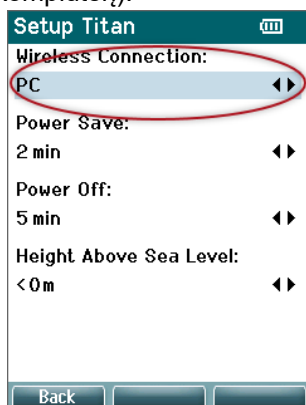 Setup Titan
Wireless Connection:
PC
Power Save:
2 min
Power Off:
5 min
Height Above Sea Level:
<0m
Back